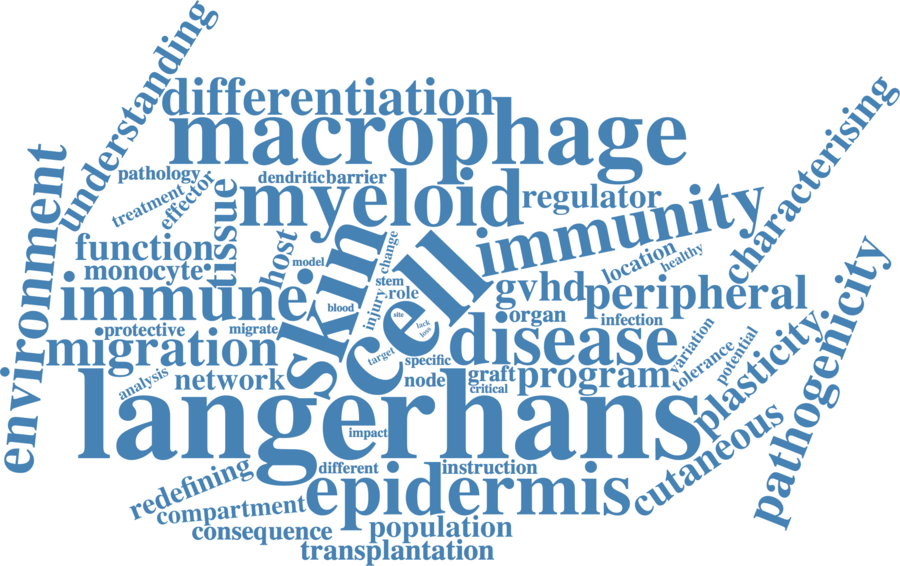 understanding
differentiation
macrophage
characterising
environment
pathology
dendritic
barrier
treatment
effector
tissue
myeloid
regulator
immunity
function
host
change
location
healthy
monocyte
model
skin
cell
stem
role
gvhd
peripheral
pathogenicity
immune
blood
injury
site
lack
loss
organ
infection
protective
migrate
disease
variation
migration
target
specific
tolerance
potential
plasticity
analysis
network
node
graft
critical
program
langerhans
impact
cutaneous
redefining
different
instruction
epidermis
compartment
consequence
population
transplantation